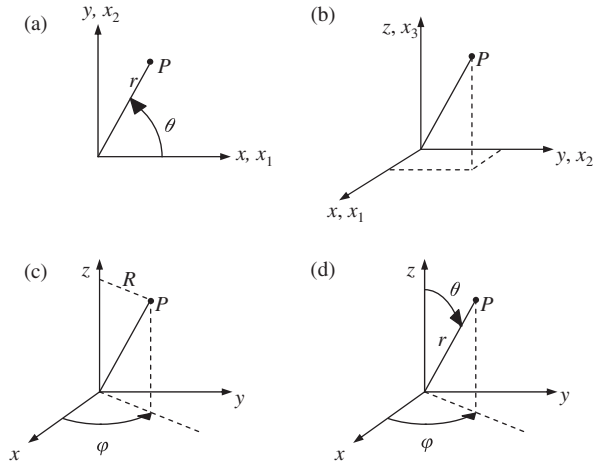 (a)
y, x₂
P
r
θ
x, x₁
(b)
z, x₃
P
y, x₂
x, x₁
(c)
z
R
P
y
x
φ
(d)
z
θ
P
r
y
x
φ